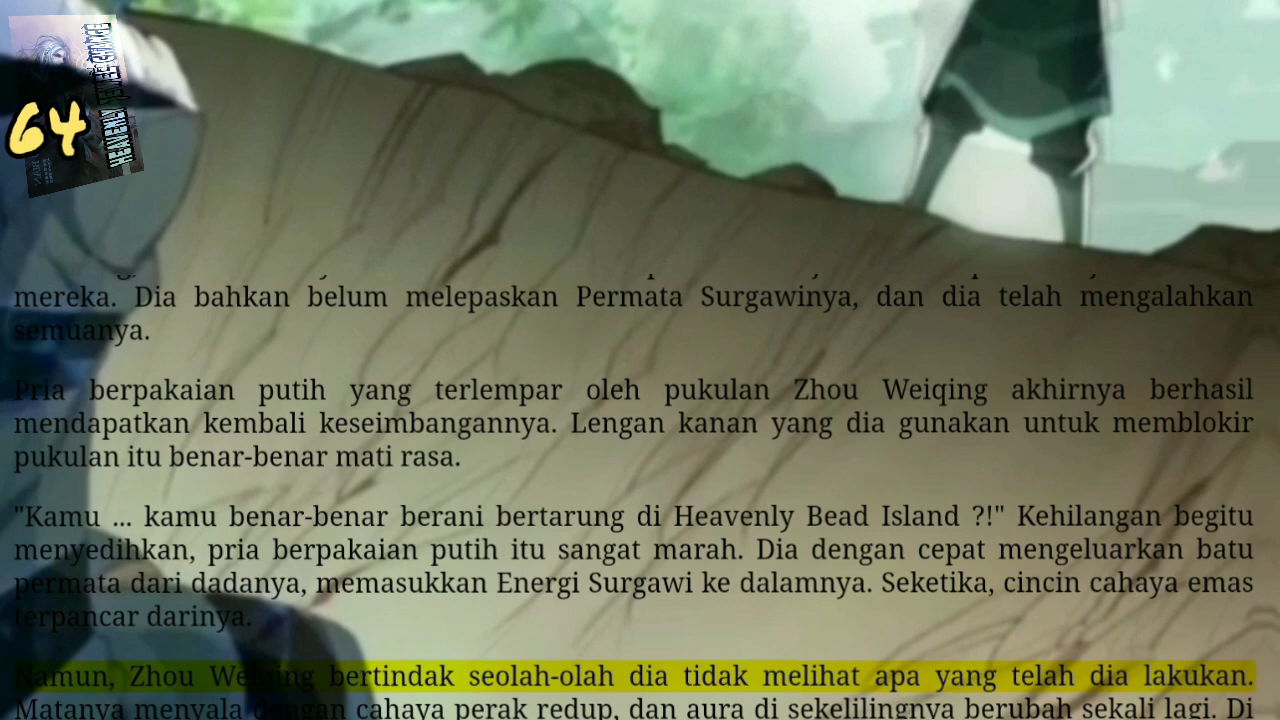 HEAVENLY JEWEL CHANGE
64
mereka. Dia bahkan belum melepaskan Permata Surgawinya, dan dia telah mengalahkan
semuanya.
Pria berpakaian putih yang terlempar oleh pukulan Zhou Weiqing akhirnya berhasil
mendapatkan kembali keseimbangannya. Lengan kanan yang dia gunakan untuk memblokir
pukulan itu benar-benar mati rasa.
"Kamu ... kamu benar-benar berani bertarung di Heavenly Bead Island ?!" Kehilangan begitu
menyedihkan, pria berpakaian putih itu sangat marah. Dia dengan cepat mengeluarkan batu
permata dari dadanya, memasukkan Energi Surgawi ke dalamnya. Seketika, cincin cahaya emas
terpancar darinya.
Namun, Zhou Weiqing bertindak seolah-olah dia tidak melihat apa yang telah dia lakukan.
Matanya menyala dengan cahaya perak redup, dan aura di sekelilingnya berubah sekali lagi. Di